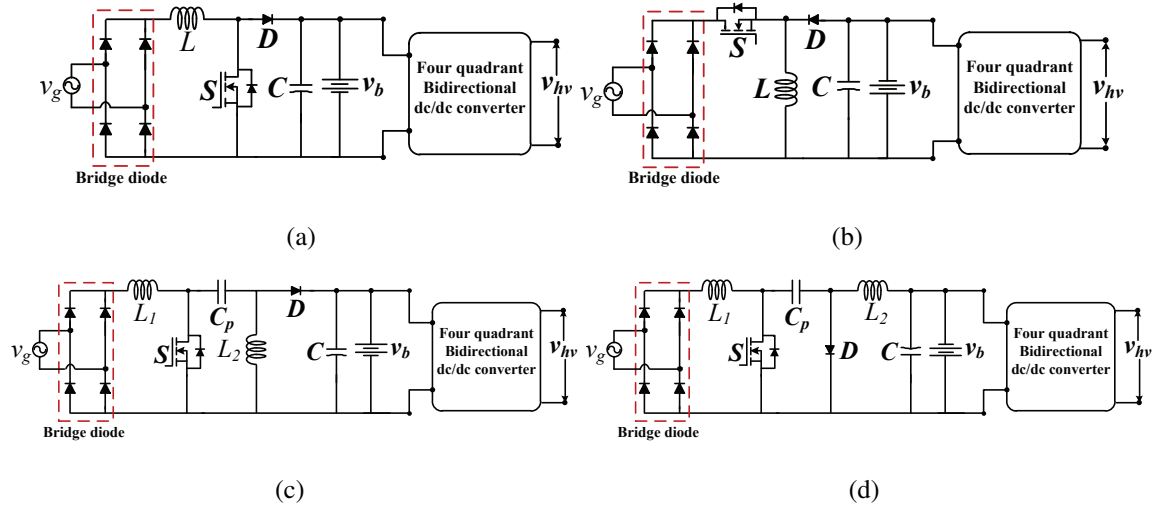 L
D
S
C
v_b
v_g
Four quadrant
Bidirectional
dc/dc converter
v_hv
Bridge diode
(a)
S
D
L
C
v_b
v_g
Four quadrant
Bidirectional
dc/dc converter
v_hv
Bridge diode
(b)
L_1
C_p
D
S
L_2
C
v_b
v_g
Four quadrant
Bidirectional
dc/dc converter
v_hv
Bridge diode
(c)
L_1
C_p
L_2
S
D
C
v_b
v_g
Four quadrant
Bidirectional
dc/dc converter
v_hv
Bridge diode
(d)